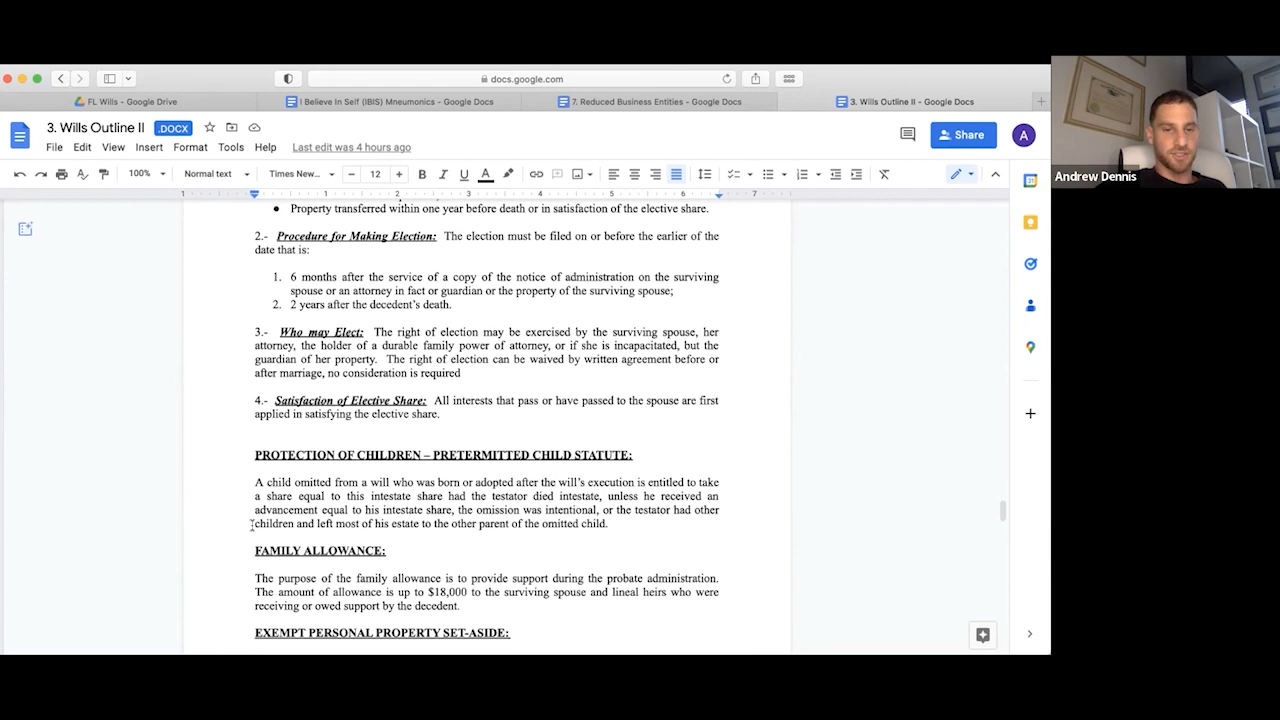 docs.google.com
FL Wills - Google Drive
I Believe In Self (IBIS) Mneumonics - Google Docs
7. Reduced Business Entities - Google Docs
3. Wills Outline II - Google Docs
3. Wills Outline II
.DOCX
File Edit View Insert Format Tools Help Last edit was 4 hours ago
Share
A
100%
Normal text
Times New...
12
B I U A
1 1 2 3 4 5 6 7
Andrew Dennis
Property transferred within one year before death or in satisfaction of the elective share.
2.- Procedure for Making Election: The election must be filed on or before the earlier of the
date that is:
1. 6 months after the service of a copy of the notice of administration on the surviving
spouse or an attorney in fact or guardian or the property of the surviving spouse;
2. 2 years after the decedent's death.
3.- Who may Elect: The right of election may be exercised by the surviving spouse, her
attorney, the holder of a durable family power of attorney, or if she is incapacitated, but the
guardian of her property. The right of election can be waived by written agreement before or
after marriage, no consideration is required
4.- Satisfaction of Elective Share: All interests that pass or have passed to the spouse are first
applied in satisfying the elective share.
PROTECTION OF CHILDREN – PRETERMITTED CHILD STATUTE:
A child omitted from a will who was born or adopted after the will's execution is entitled to take
a share equal to this intestate share had the testator died intestate, unless he received an
advancement equal to his intestate share, the omission was intentional, or the testator had other
children and left most of his estate to the other parent of the omitted child.
FAMILY ALLOWANCE:
The purpose of the family allowance is to provide support during the probate administration.
The amount of allowance is up to $18,000 to the surviving spouse and lineal heirs who were
receiving or owed support by the decedent.
EXEMPT PERSONAL PROPERTY SET-ASIDE: